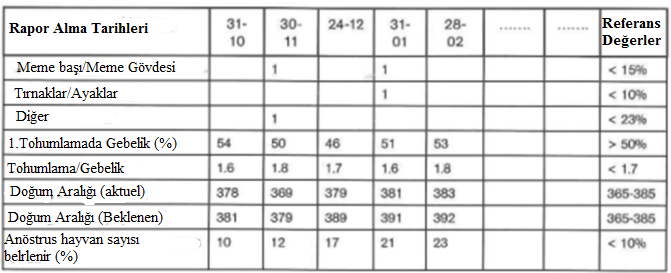 Rapor Alma Tarihleri 31-10 30-11 24-12 31-01 28-02 ....... ....... Referans Değerler
Meme başı/Meme Gövdesi 1 1 < 15%
Tırnaklar/Ayaklar 1 < 10%
Diğer 1 < 23%
1.Tohumlamada Gebelik (%) 54 50 46 51 53 > 50%
Tohumlama/Gebelik 1.6 1.8 1.7 1.6 1.8 < 1.7
Doğum Aralığı (aktuel) 378 369 379 381 383 365-385
Doğum Aralığı (Beklenen) 381 379 389 391 392 365-385
Anöstrus hayvan sayısı belirlenir (%) 10 12 17 21 23 < 10%